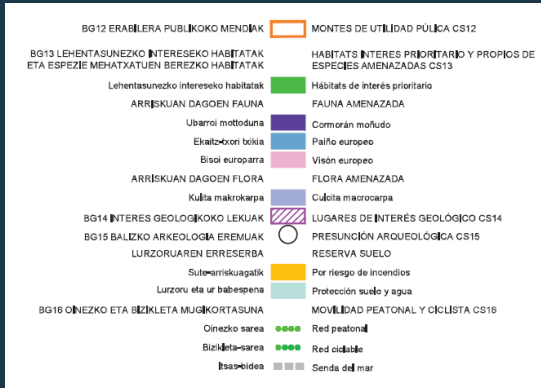 BG12 ERABILERA PUBLIKOKO MENDIAK MONTES DE UTILIDAD PÚLICA CS12
BG13 LEHENTASUNEZKO INTERESEKO HABITATAK HABITATS INTERES PRIORITARIO Y PROPIOS DE
ETA ESPEZIE MEHATXATUEN BEREZKO HABITATAK ESPECIES AMENAZADAS CS13
Lehentasunezko intereseko habitatak Hábitats de interés prioritario
ARRISKUAN DAGOEN FAUNA FAUNA AMENAZADA
Ubarroi mottoduna Cormorán moñudo
Ekaitz-txori txikia Paíño europeo
Bisoi europarra Visón europeo
ARRISKUAN DAGOEN FLORA FLORA AMENAZADA
Kulita makrokarpa Culcita macrocarpa
BG14 INTERES GEOLOGIKOKO LEKUAK LUGARES DE INTERÉS GEOLÓGICO CS14
BG15 BALIZKO ARKEOLOGIA EREMUAK PRESUNCIÓN ARQUEOLÓGICA CS15
LURZORUAREN ERRESERBA RESERVA SUELO
Sute-arriskuagatik Por riesgo de incendios
Lurzoru eta ur babespena Protección suelo y agua
BG16 OINEZKO ETA BIZIKLETA MUGIKORTASUNA MOVILIDAD PEATONAL Y CICLISTA CS16
Oinezko sarea Red peatonal
Bizikleta-sarea Red ciclable
Itsas-bidea Senda del mar